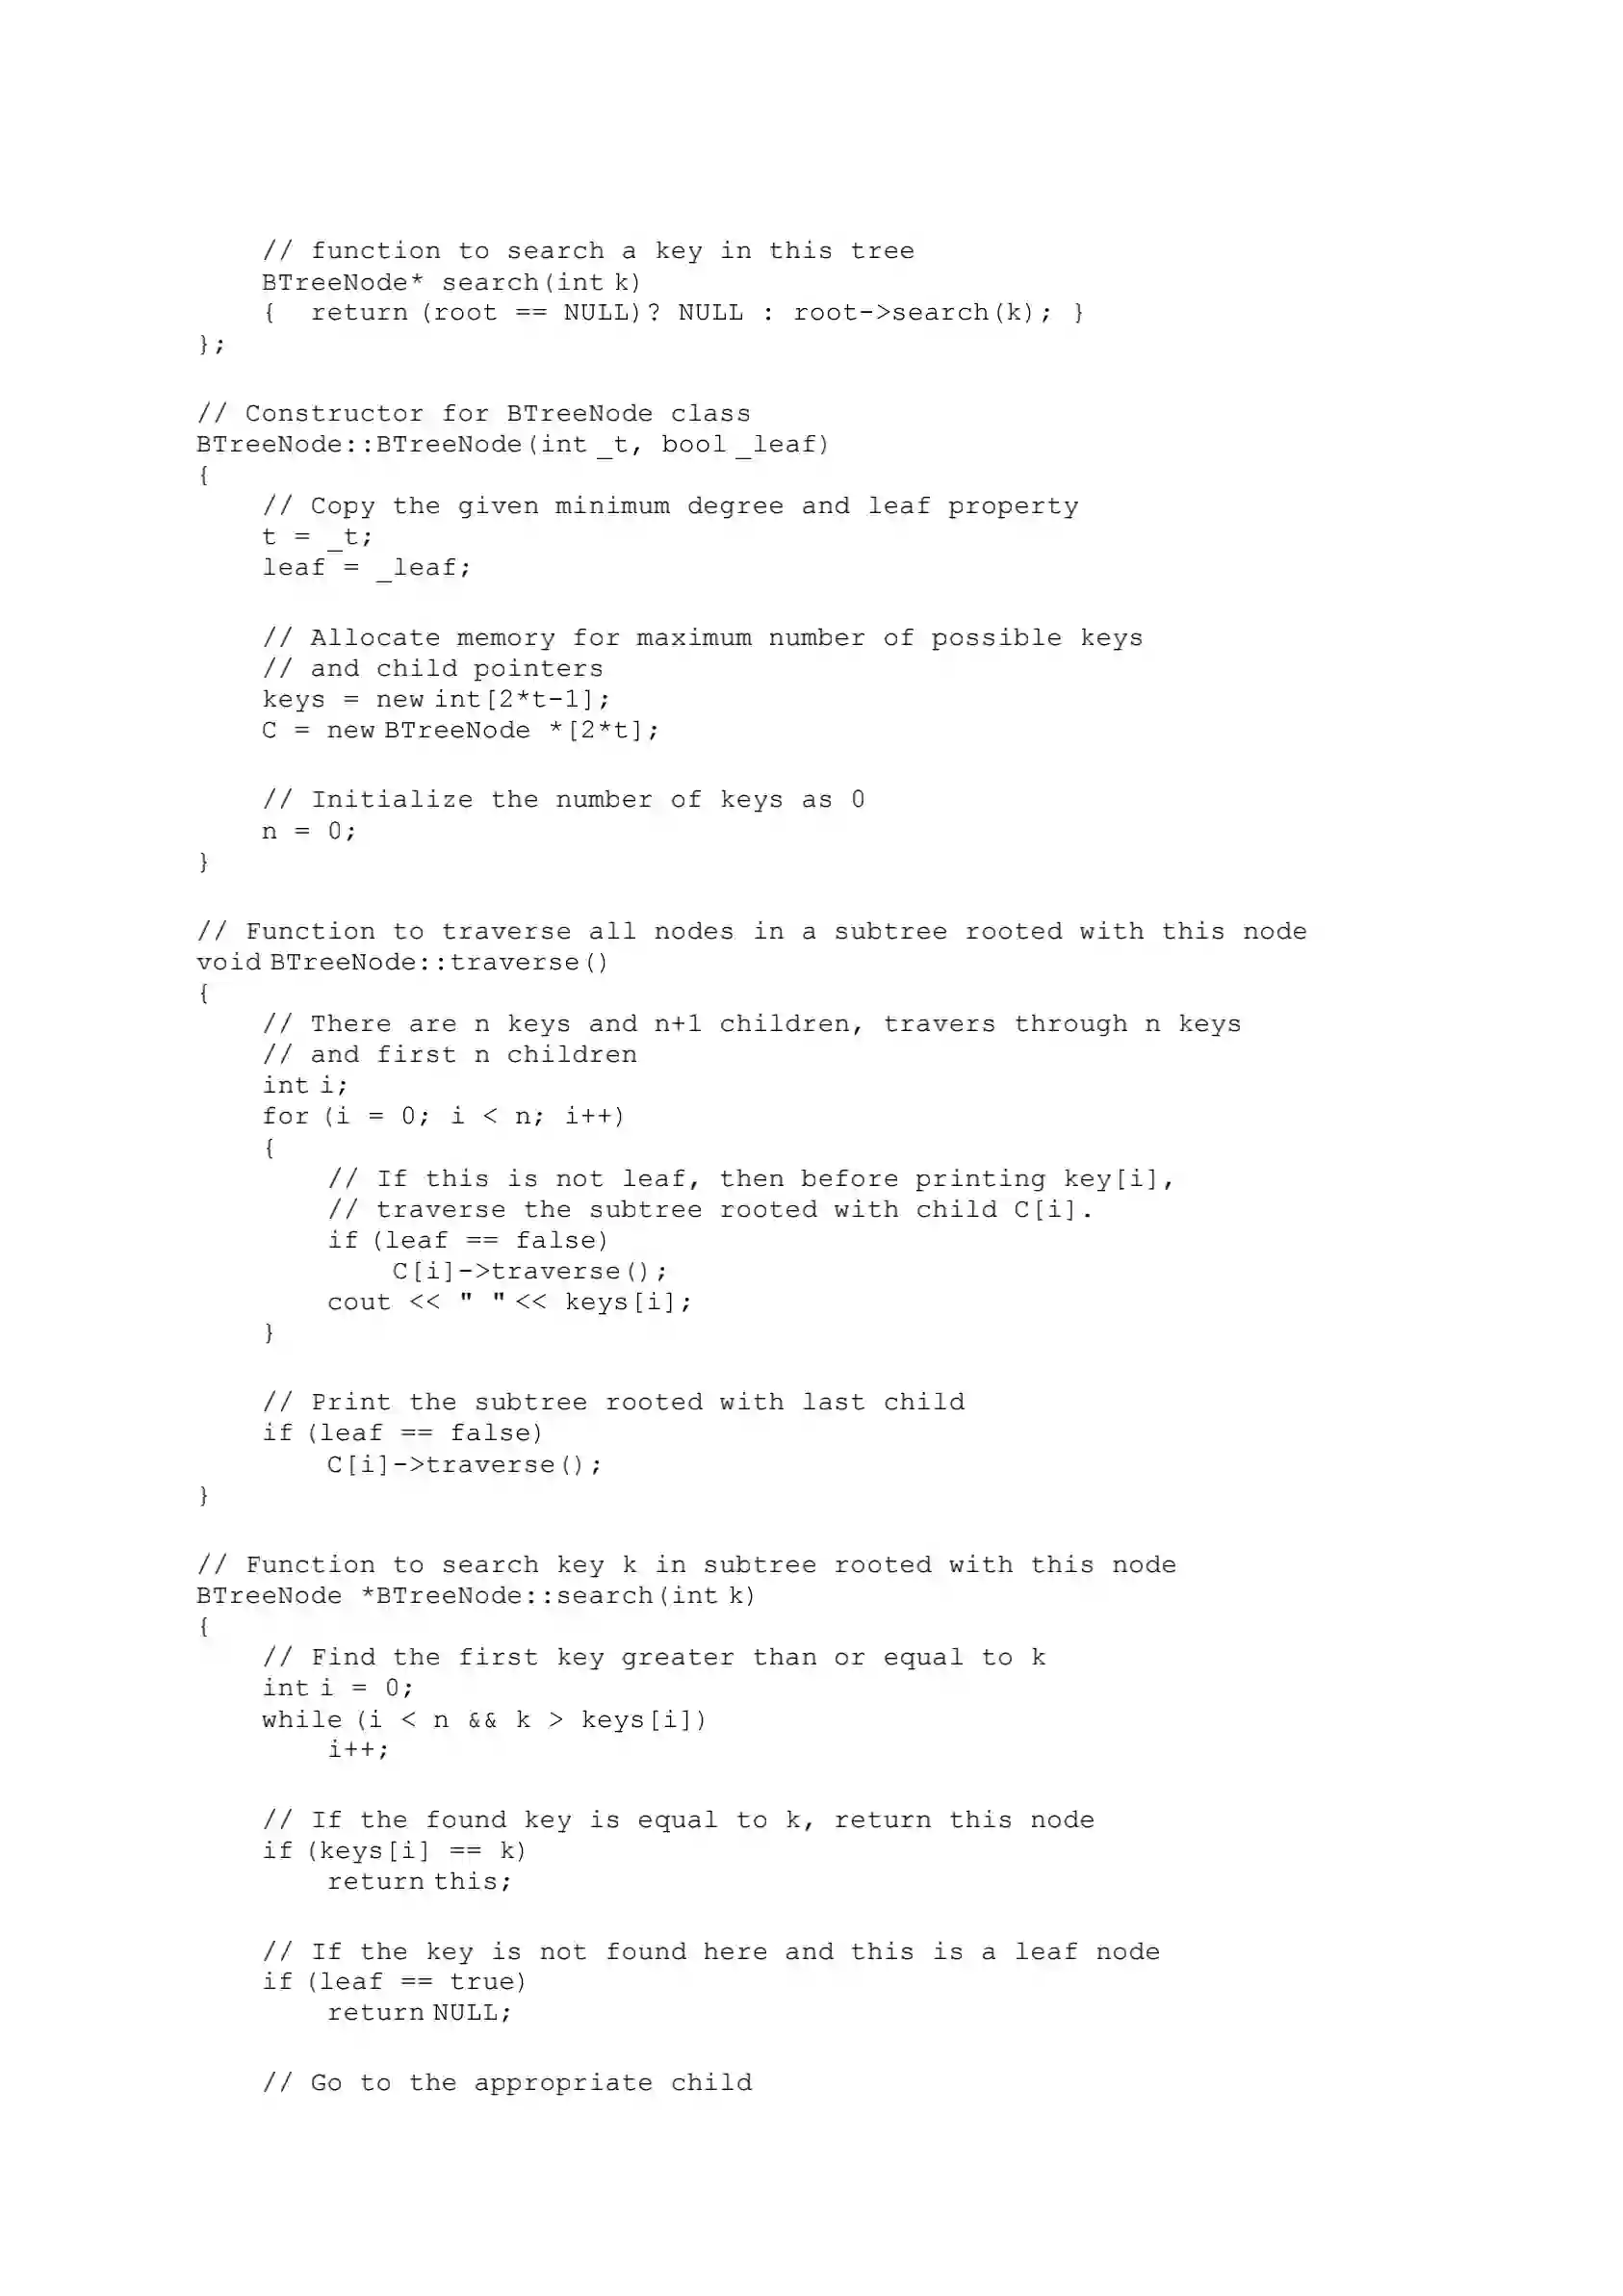 // function to search a key in this tree
BTreeNode* search(int k)
{  return (root == NULL)? NULL : root->search(k); }
};
// Constructor for BTreeNode class
BTreeNode::BTreeNode(int _t, bool _leaf)
{
// Copy the given minimum degree and leaf property
t = _t;
leaf = _leaf;
// Allocate memory for maximum number of possible keys
// and child pointers
keys = new int[2*t-1];
C = new BTreeNode *[2*t];
// Initialize the number of keys as 0
n = 0;
}
// Function to traverse all nodes in a subtree rooted with this node
void BTreeNode::traverse()
{
// There are n keys and n+1 children, travers through n keys
// and first n children
int i;
for (i = 0; i < n; i++)
{
// If this is not leaf, then before printing key[i],
// traverse the subtree rooted with child C[i].
if (leaf == false)
C[i]->traverse();
cout << " " << keys[i];
}
// Print the subtree rooted with last child
if (leaf == false)
C[i]->traverse();
}
// Function to search key k in subtree rooted with this node
BTreeNode *BTreeNode::search(int k)
{
// Find the first key greater than or equal to k
int i = 0;
while (i < n && k > keys[i])
i++;
// If the found key is equal to k, return this node
if (keys[i] == k)
return this;
// If the key is not found here and this is a leaf node
if (leaf == true)
return NULL;
// Go to the appropriate child